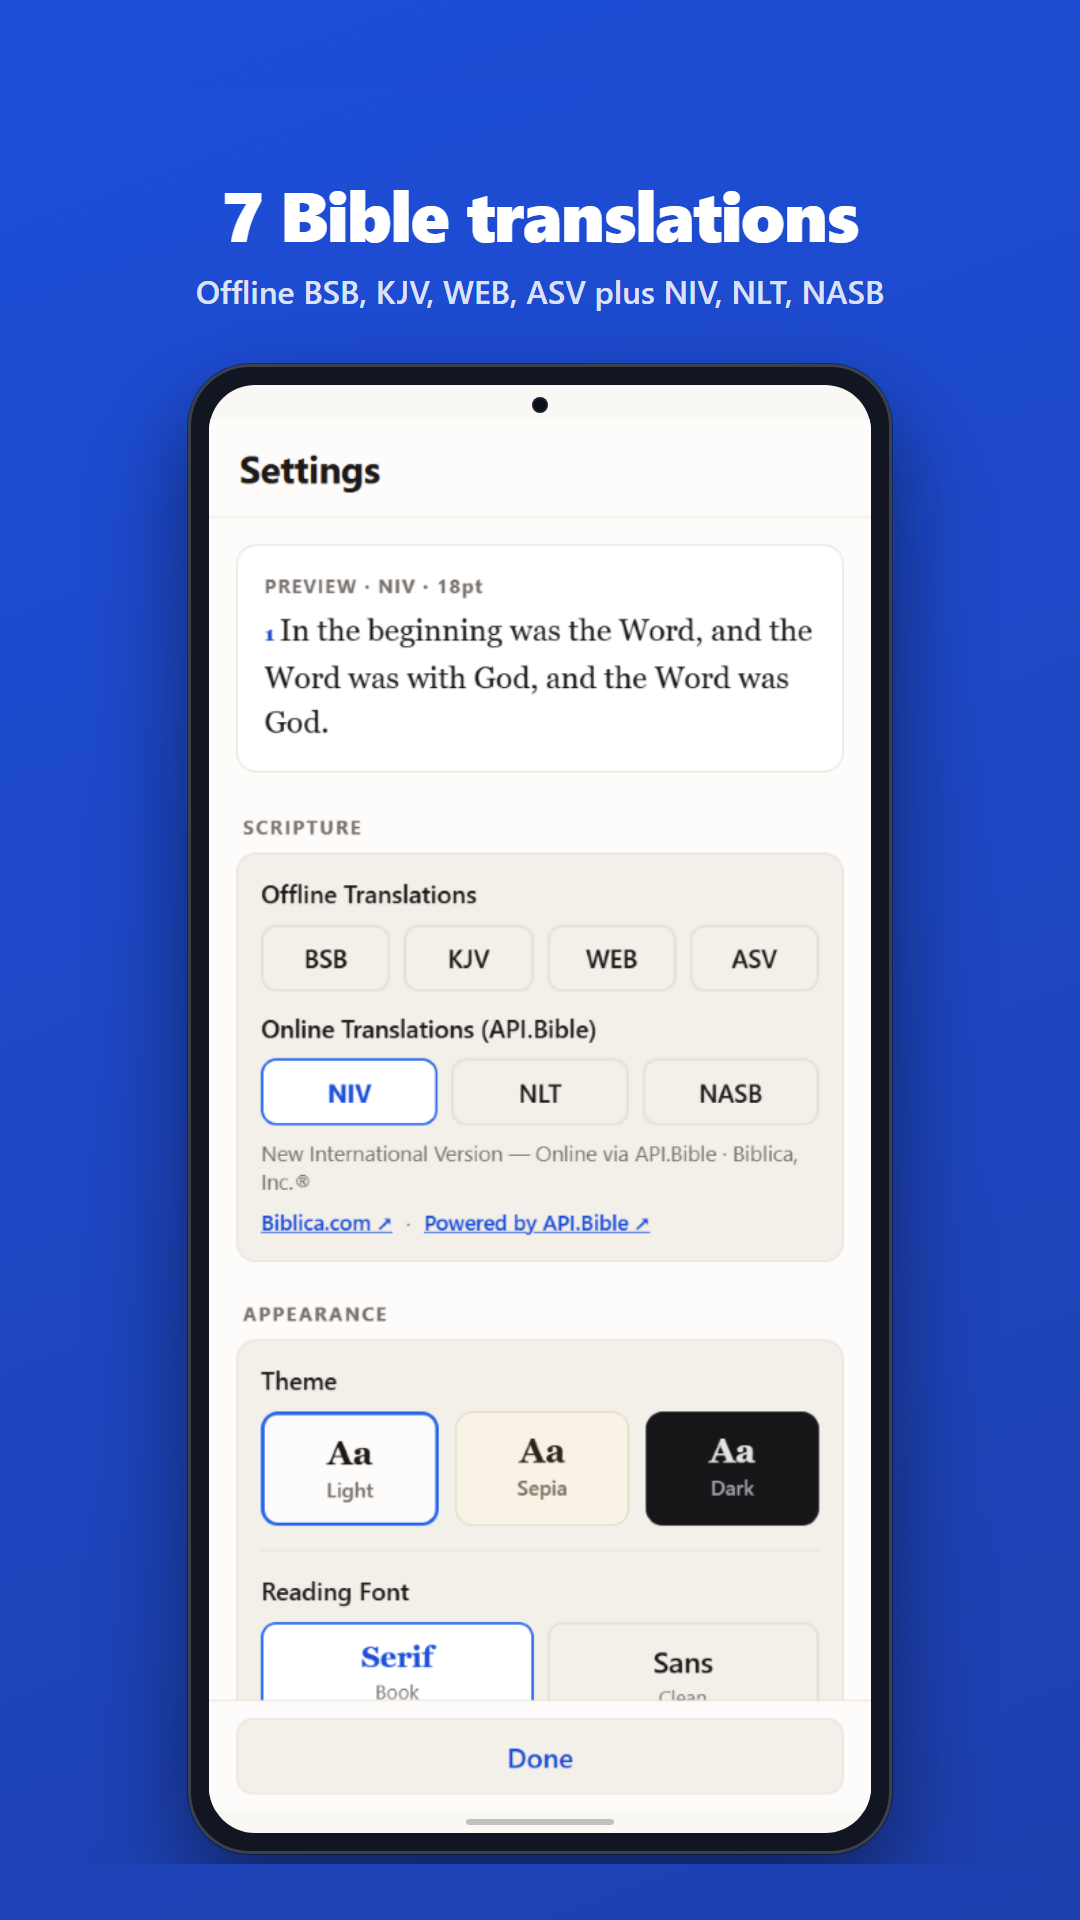 7 Bible translations
Offline BSB, KJV, WEB, ASV plus NIV, NLT, NASB
Settings
PREVIEW · NIV · 18pt
1 In the beginning was the Word, and the
Word was with God, and the Word was
God.
SCRIPTURE
Offline Translations
BSB KJV WEB ASV
Online Translations (API.Bible)
NIV NLT NASB
New International Version — Online via API.Bible · Biblica,
Inc.®
Biblica.com ↗ · Powered by API.Bible ↗
APPEARANCE
Theme
Aa Aa Aa
Light Sepia Dark
Reading Font
Serif Sans
Book Clean
Done